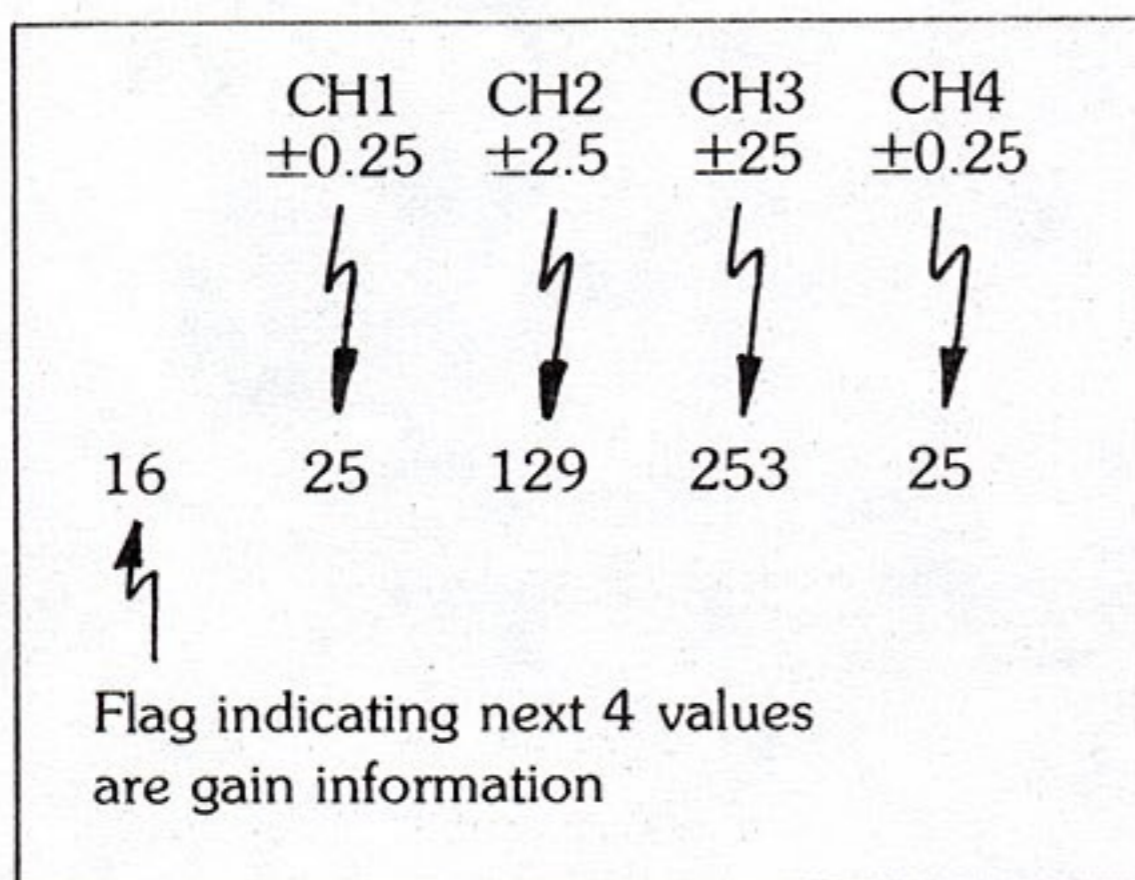 CH1 CH2 CH3 CH4
±0.25 ±2.5 ±25 ±0.25
16 25 129 253 25
Flag indicating next 4 values
are gain information